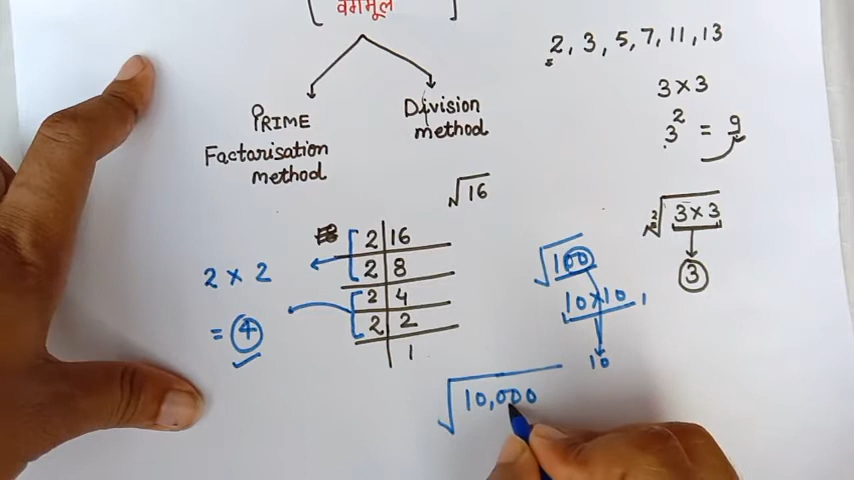 [ वर्गमूल ]
PRIME
Factarisation
method
Division
method
2, 3, 5, 7, 11, 13
3 × 3
3² = 9
√16
2 | 16
2 | 8
2 | 4
2 | 2
1
2 × 2
= 4
√100
10×10
10
²√3×3
3
√10,000